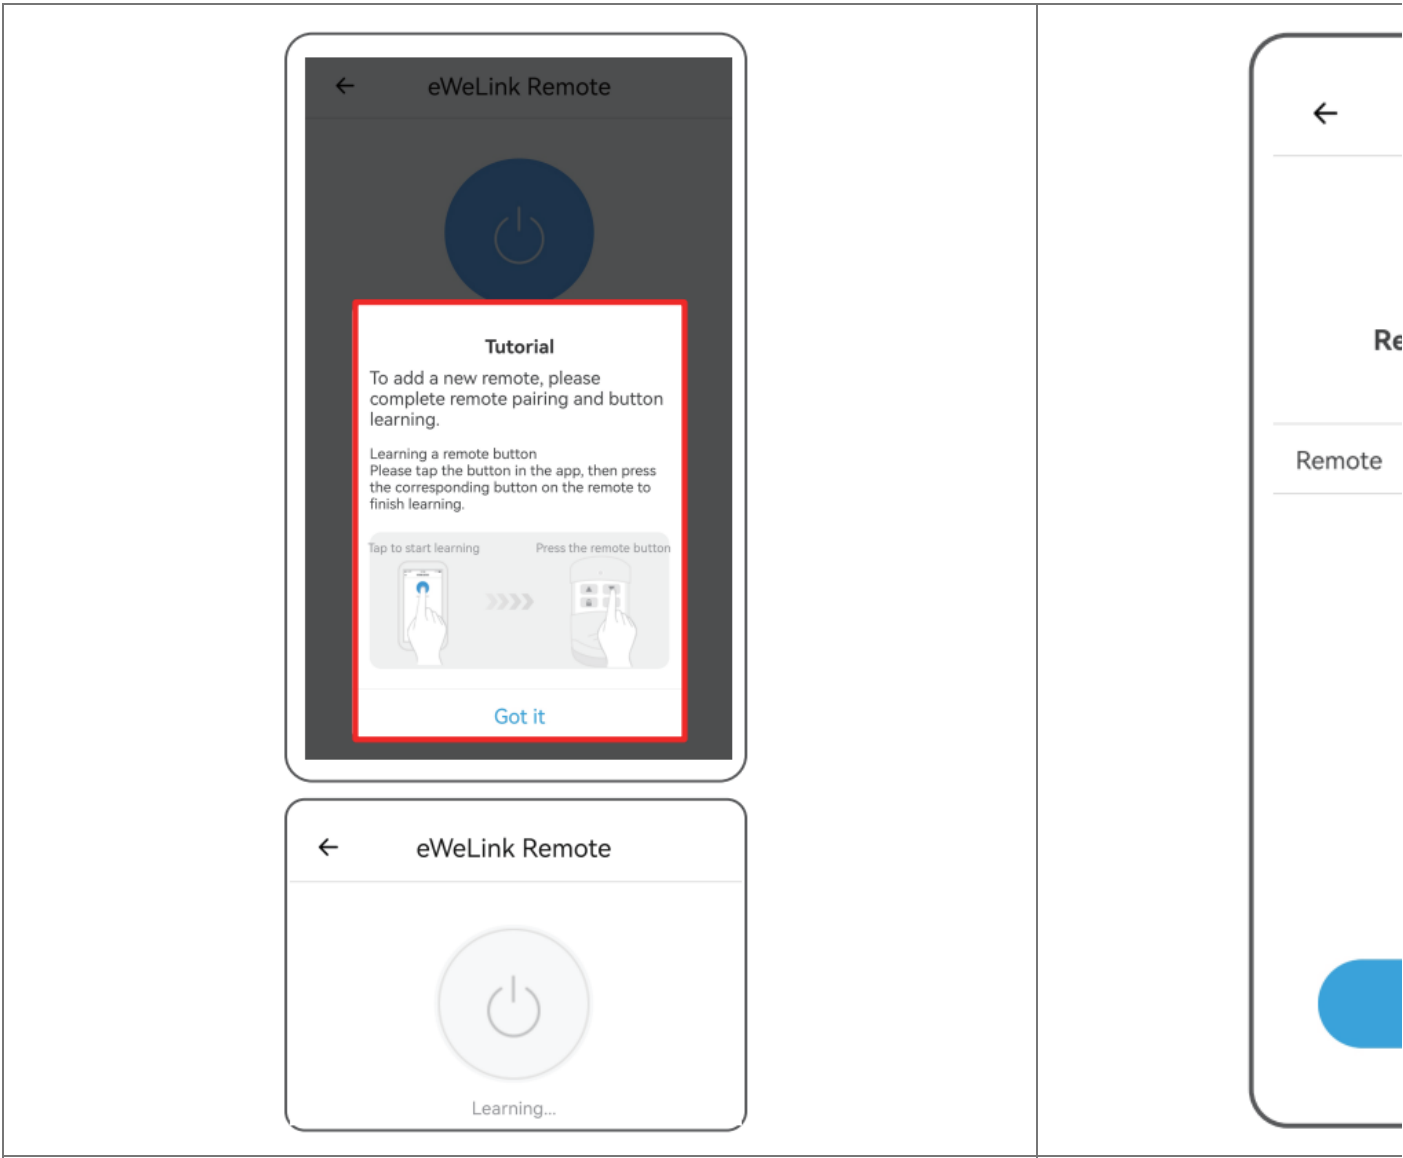 eWeLink Remote
Tutorial
To add a new remote, please
complete remote pairing and button
learning.
Learning a remote button
Please tap the button in the app, then press
the corresponding button on the remote to
finish learning.
Tap to start learning
Press the remote button
Got it
eWeLink Remote
Learning...
Re
Remote